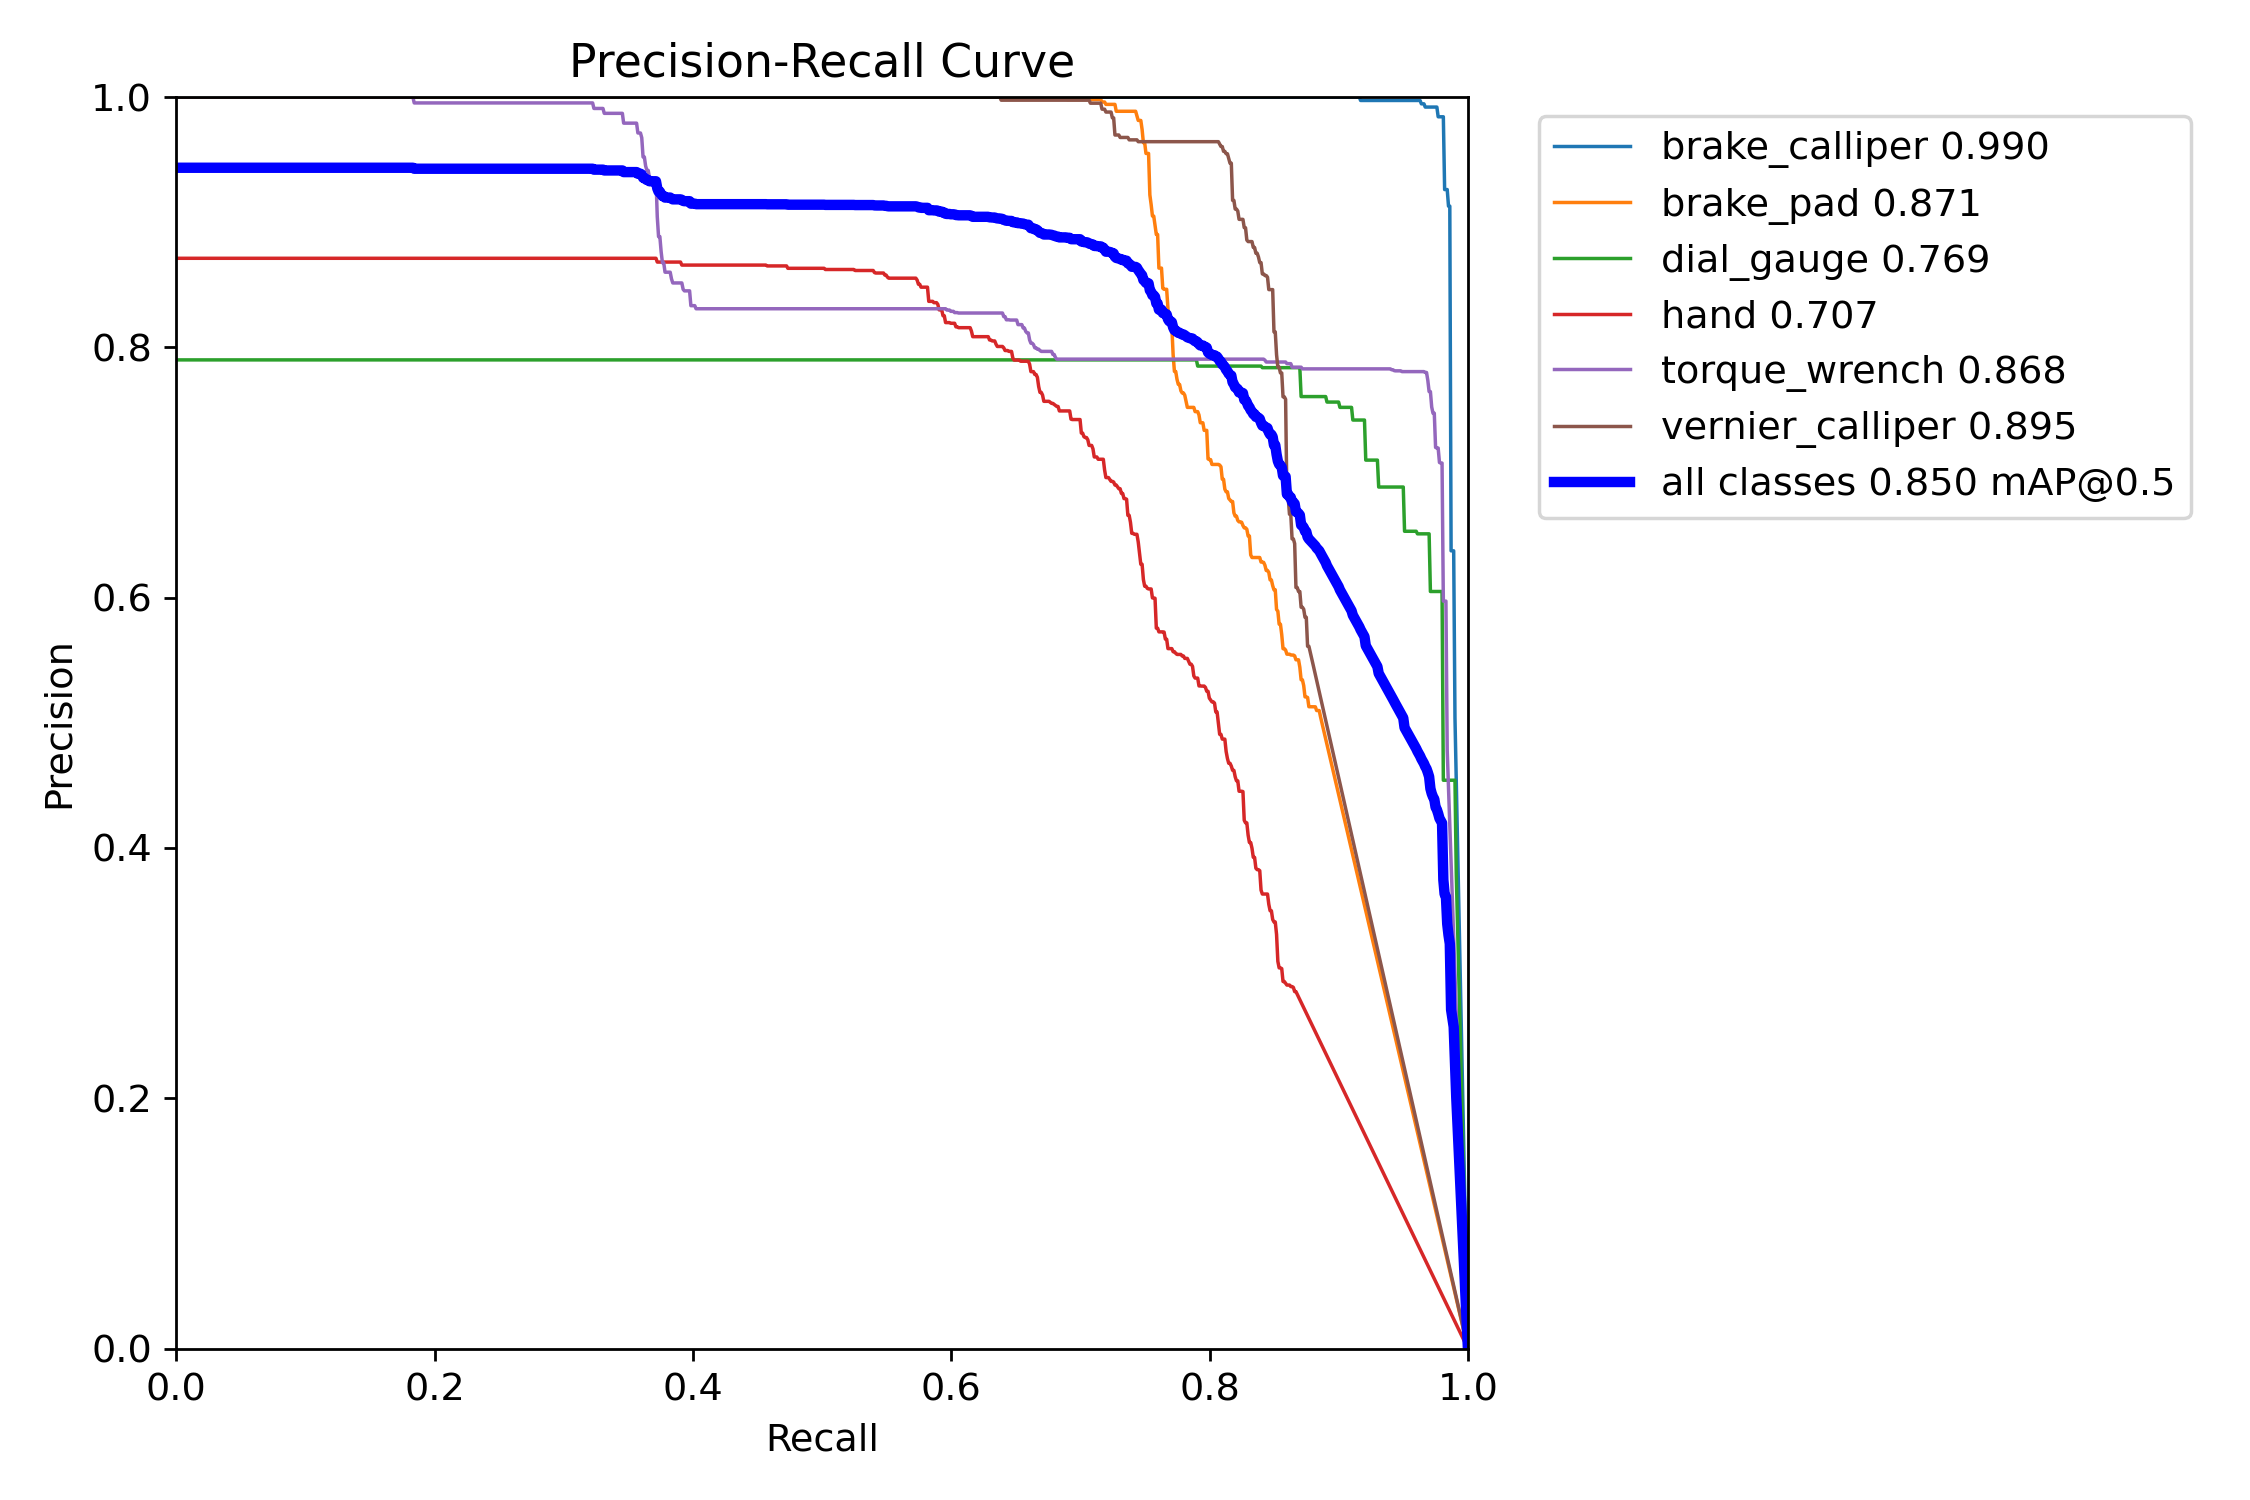 Precision-Recall Curve
1.0
0.8
0.6
0.4
0.2
0.0
Precision
0.0 0.2 0.4 0.6 0.8 1.0
Recall
brake_calliper 0.990
brake_pad 0.871
dial_gauge 0.769
hand 0.707
torque_wrench 0.868
vernier_calliper 0.895
all classes 0.850 mAP@0.5